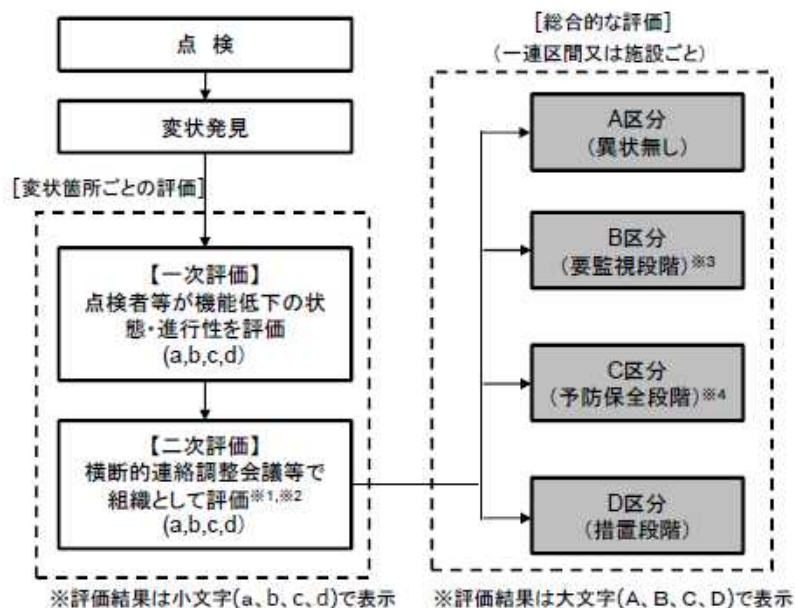 点 検
変状発見
[変状箇所ごとの評価]
【一次評価】
点検者等が機能低下の状
態・進行性を評価
(a,b,c,d)
【二次評価】
横断的連絡調整会議等で
組織として評価※1,※2
(a,b,c,d)
※評価結果は小文字(a、b、c、d)で表示
[総合的な評価]
(一連区間又は施設ごと)
A区分
(異状無し)
B区分
(要監視段階)※3
C区分
(予防保全段階)※4
D区分
(措置段階)
※評価結果は大文字(A、B、C、D)で表示